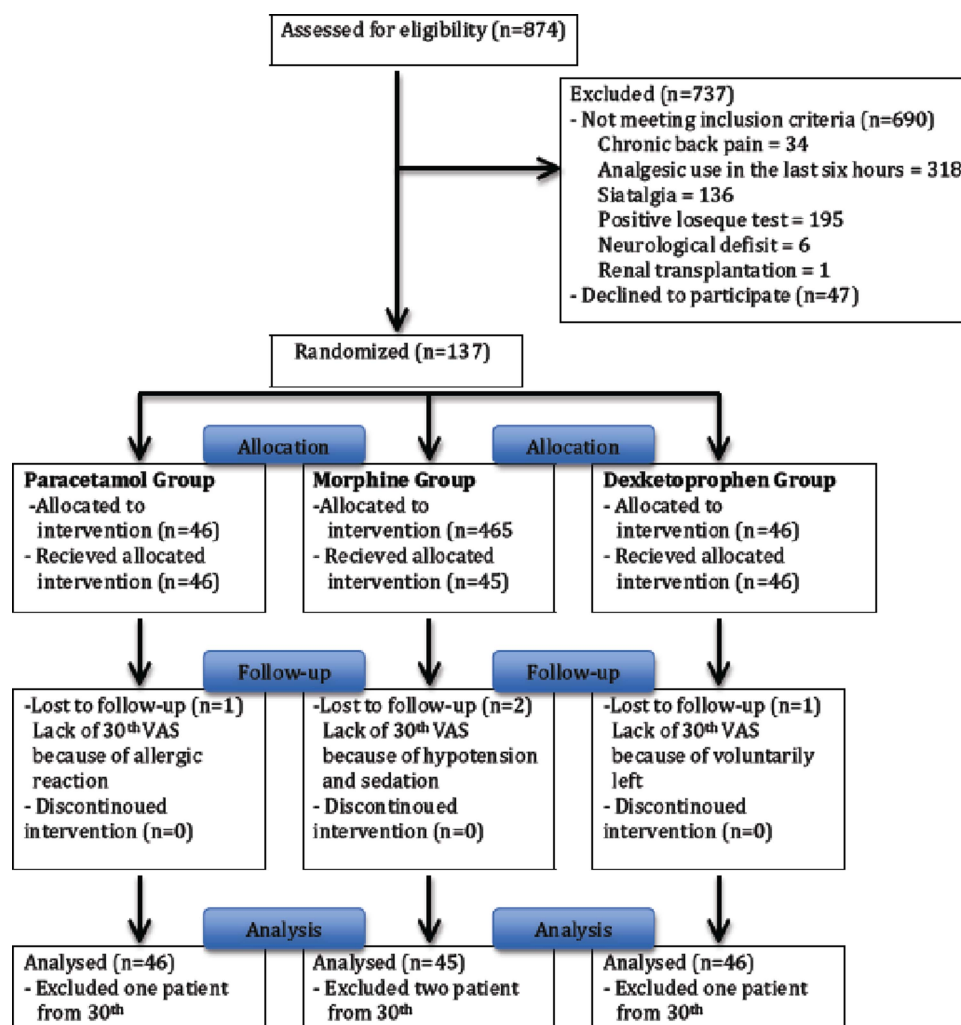 Assessed for eligibility (n=874)
Excluded (n=737)
- Not meeting inclusion criteria (n=690)
Chronic back pain = 34
Analgesic use in the last six hours = 318
Siatalgia = 136
Positive loseque test = 195
Neurological defisit = 6
Renal transplantation = 1
- Declined to participate (n=47)
Randomized (n=137)
Allocation
Allocation
Paracetamol Group
-Allocated to
intervention (n=46)
- Recieved allocated
intervention (n=46)
Morphine Group
-Allocated to
intervention (n=465
- Recieved allocated
intervention (n=45)
Dexketoprophen Group
- Allocated to
intervention (n=46)
- Recieved allocated
intervention (n=46)
Follow-up
Follow-up
-Lost to follow-up (n=1)
Lack of 30th VAS
because of allergic
reaction
- Discontinoued
intervention (n=0)
-Lost to follow-up (n=2)
Lack of 30th VAS
because of hypotension
and sedation
- Discontinoued
intervention (n=0)
-Lost to follow-up (n=1)
Lack of 30th VAS
because of voluntarily
left
- Discontinoued
intervention (n=0)
Analysis
Analysis
Analysed (n=46)
- Excluded one patient
from 30th
Analysed (n=45)
- Excluded two patient
from 30th
Analysed (n=46)
- Excluded one patient
from 30th